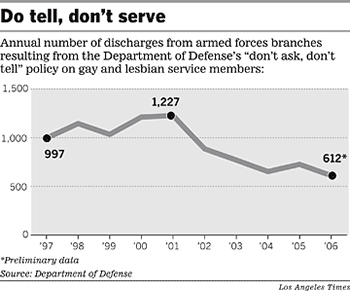 Do tell, don't serve
Annual number of discharges from armed forces branches
resulting from the Department of Defense's “don't ask, don't
tell” policy on gay and lesbian service members:
1,500
1,227
1,000
997
612*
500
0
'97 '98 '99 '00 '01 '02 '03 '04 '05 '06
*Preliminary data
Source: Department of Defense
Los Angeles Times